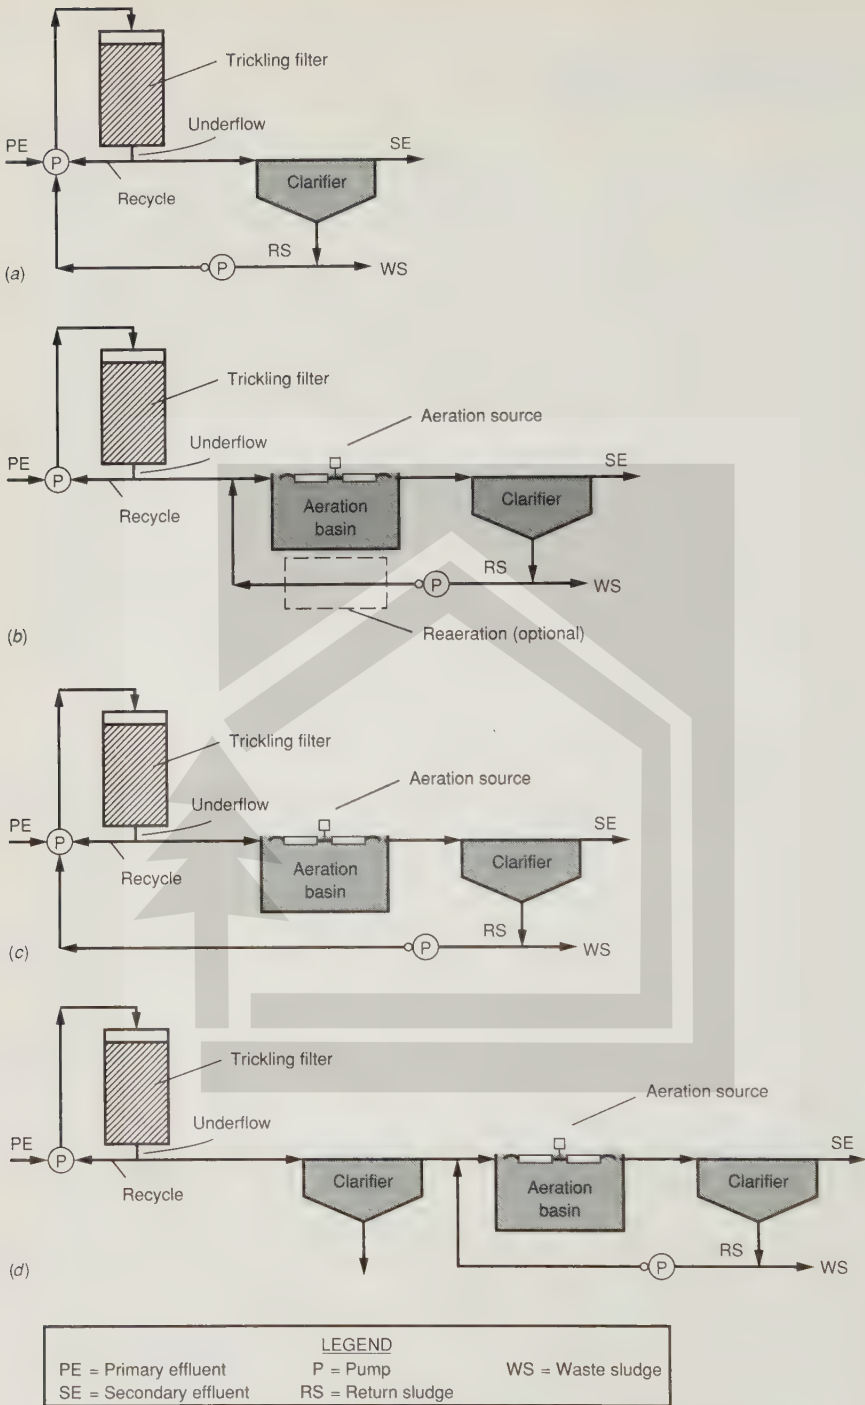 Trickling filter
Underflow
PE
P
Recycle
SE
Clarifier
RS
P
WS
(a)
Trickling filter
Aeration source
Underflow
PE
P
Recycle
SE
Aeration
basin
Clarifier
RS
P
WS
Reaeration (optional)
(b)
Trickling filter
Aeration source
Underflow
PE
P
Recycle
SE
Aeration
basin
Clarifier
RS
P
WS
(c)
Trickling filter
Aeration source
Underflow
PE
P
Recycle
SE
Clarifier
Aeration
basin
Clarifier
RS
P
WS
(d)
LEGEND
PE = Primary effluent P = Pump WS = Waste sludge
SE = Secondary effluent RS = Return sludge